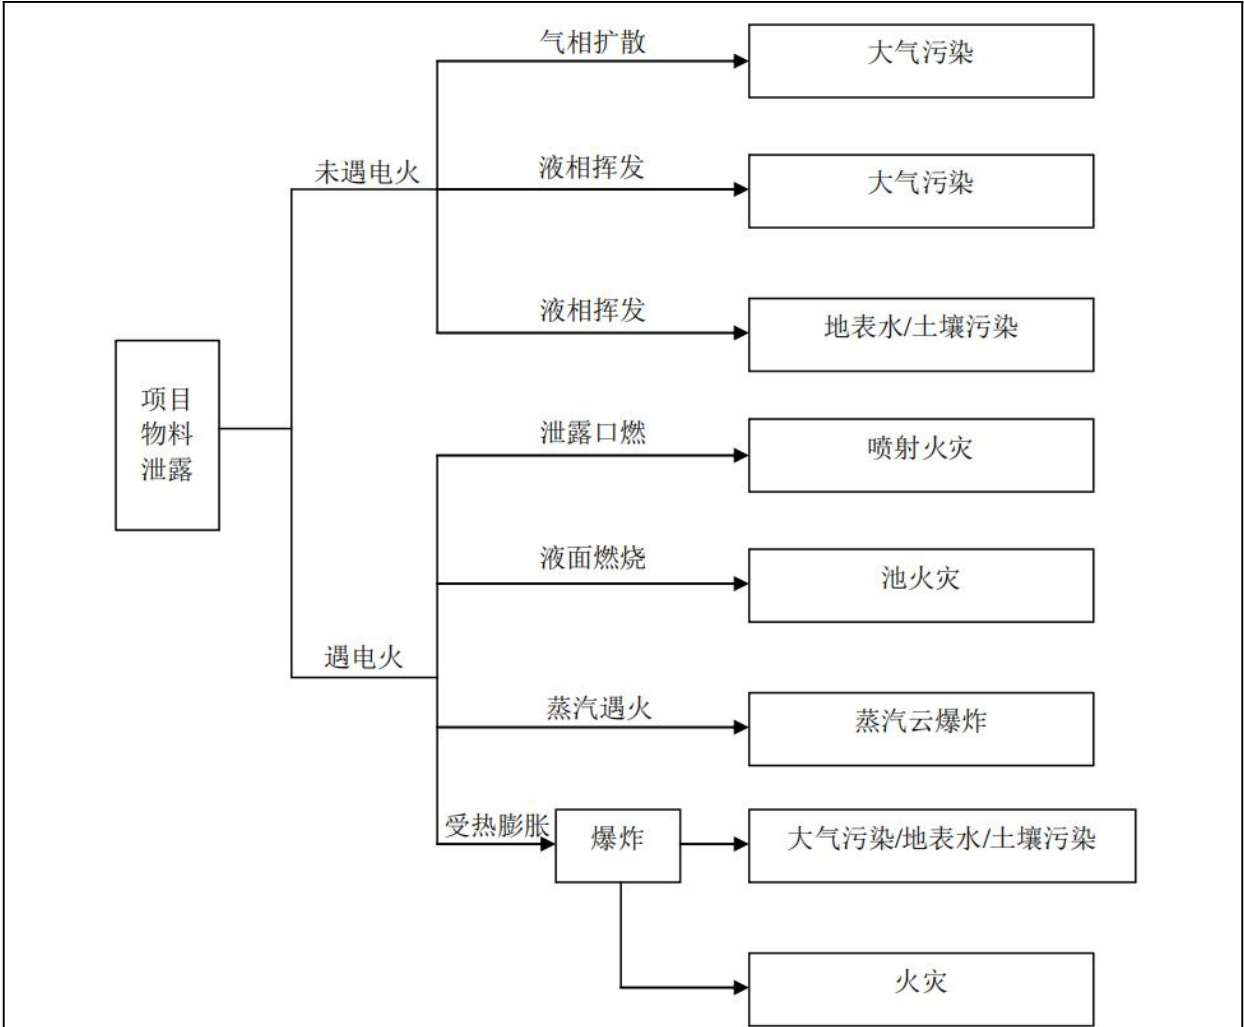 气相扩散
大气污染
未遇电火
液相挥发
大气污染
液相挥发
地表水/土壤污染
项目
物料
泄露
泄露口燃
喷射火灾
液面燃烧
池火灾
遇电火
蒸汽遇火
蒸汽云爆炸
受热膨胀
爆炸
大气污染/地表水/土壤污染
火灾